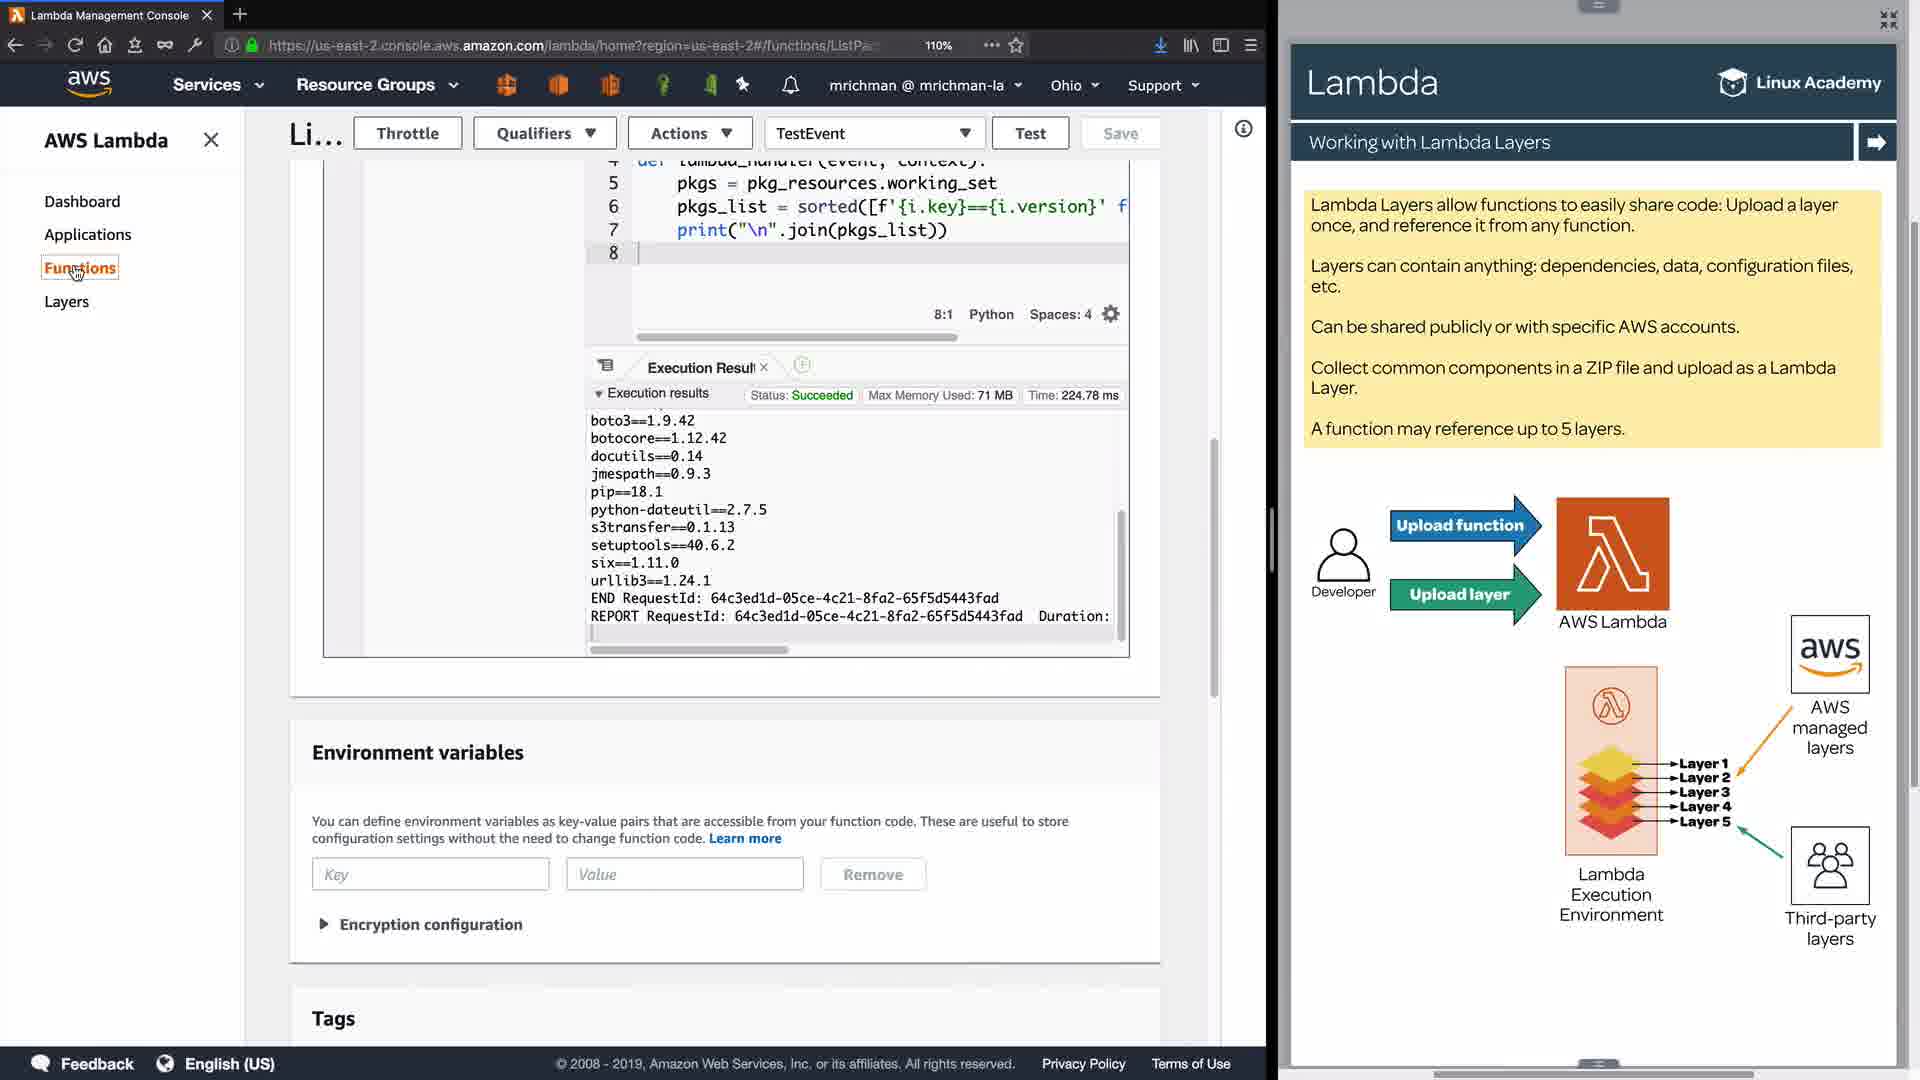 Lambda Management Console
https://us-east-2.console.aws.amazon.com/lambda/home?region=us-east-2#/functions/ListPac
110%
aws
Services
Resource Groups
mrichman @ mrichman-la
Ohio
Support
AWS Lambda
Dashboard
Applications
Functions
Layers
Li...
Throttle
Qualifiers
Actions
TestEvent
Test
Save
4 def lambda_handler(event, context):
5 pkgs = pkg_resources.working_set
6 pkgs_list = sorted([f'{i.key}=={i.version}' f
7 print("\n".join(pkgs_list))
8
8:1 Python Spaces: 4
Execution Result
Execution results
Status: Succeeded
Max Memory Used: 71 MB
Time: 224.78 ms
boto3==1.9.42
botocore==1.12.42
docutils==0.14
jmespath==0.9.3
pip==18.1
python-dateutil==2.7.5
s3transfer==0.1.13
setuptools==40.6.2
six==1.11.0
urllib3==1.24.1
END RequestId: 64c3ed1d-05ce-4c21-8fa2-65f5d5443fad
REPORT RequestId: 64c3ed1d-05ce-4c21-8fa2-65f5d5443fad Duration:
Environment variables
You can define environment variables as key-value pairs that are accessible from your function code. These are useful to store
configuration settings without the need to change function code. Learn more
Key
Value
Remove
Encryption configuration
Tags
Feedback
English (US)
© 2008 - 2019, Amazon Web Services, Inc. or its affiliates. All rights reserved.
Privacy Policy
Terms of Use
Lambda
Linux Academy
Working with Lambda Layers
Lambda Layers allow functions to easily share code: Upload a layer
once, and reference it from any function.
Layers can contain anything: dependencies, data, configuration files,
etc.
Can be shared publicly or with specific AWS accounts.
Collect common components in a ZIP file and upload as a Lambda
Layer.
A function may reference up to 5 layers.
Upload function
Upload layer
Developer
AWS Lambda
aws
AWS
managed
layers
Layer 1
Layer 2
Layer 3
Layer 4
Layer 5
Lambda
Execution
Environment
Third-party
layers